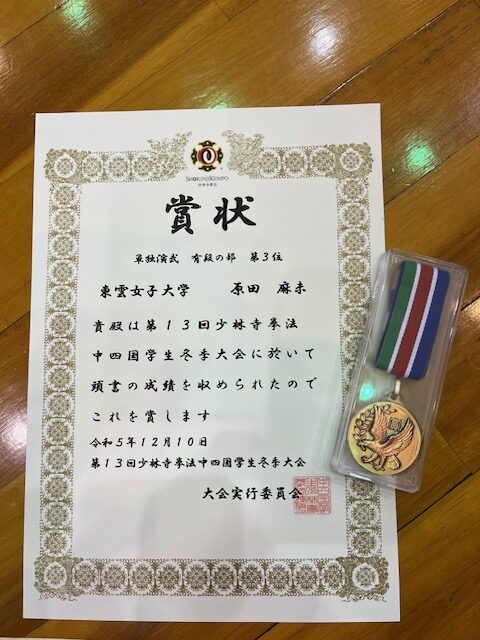 SHORINJI KEMPO
賞状
単独演武 有段の部 第3位
東雲女子大学 原田 麻未
貴殿は第13回少林寺拳法
中四国学生冬季大会に於いて
頭書の成績を収められたので
これを賞します
令和5年12月10日
第13回少林寺拳法中四国学生冬季大会
大会実行委員会